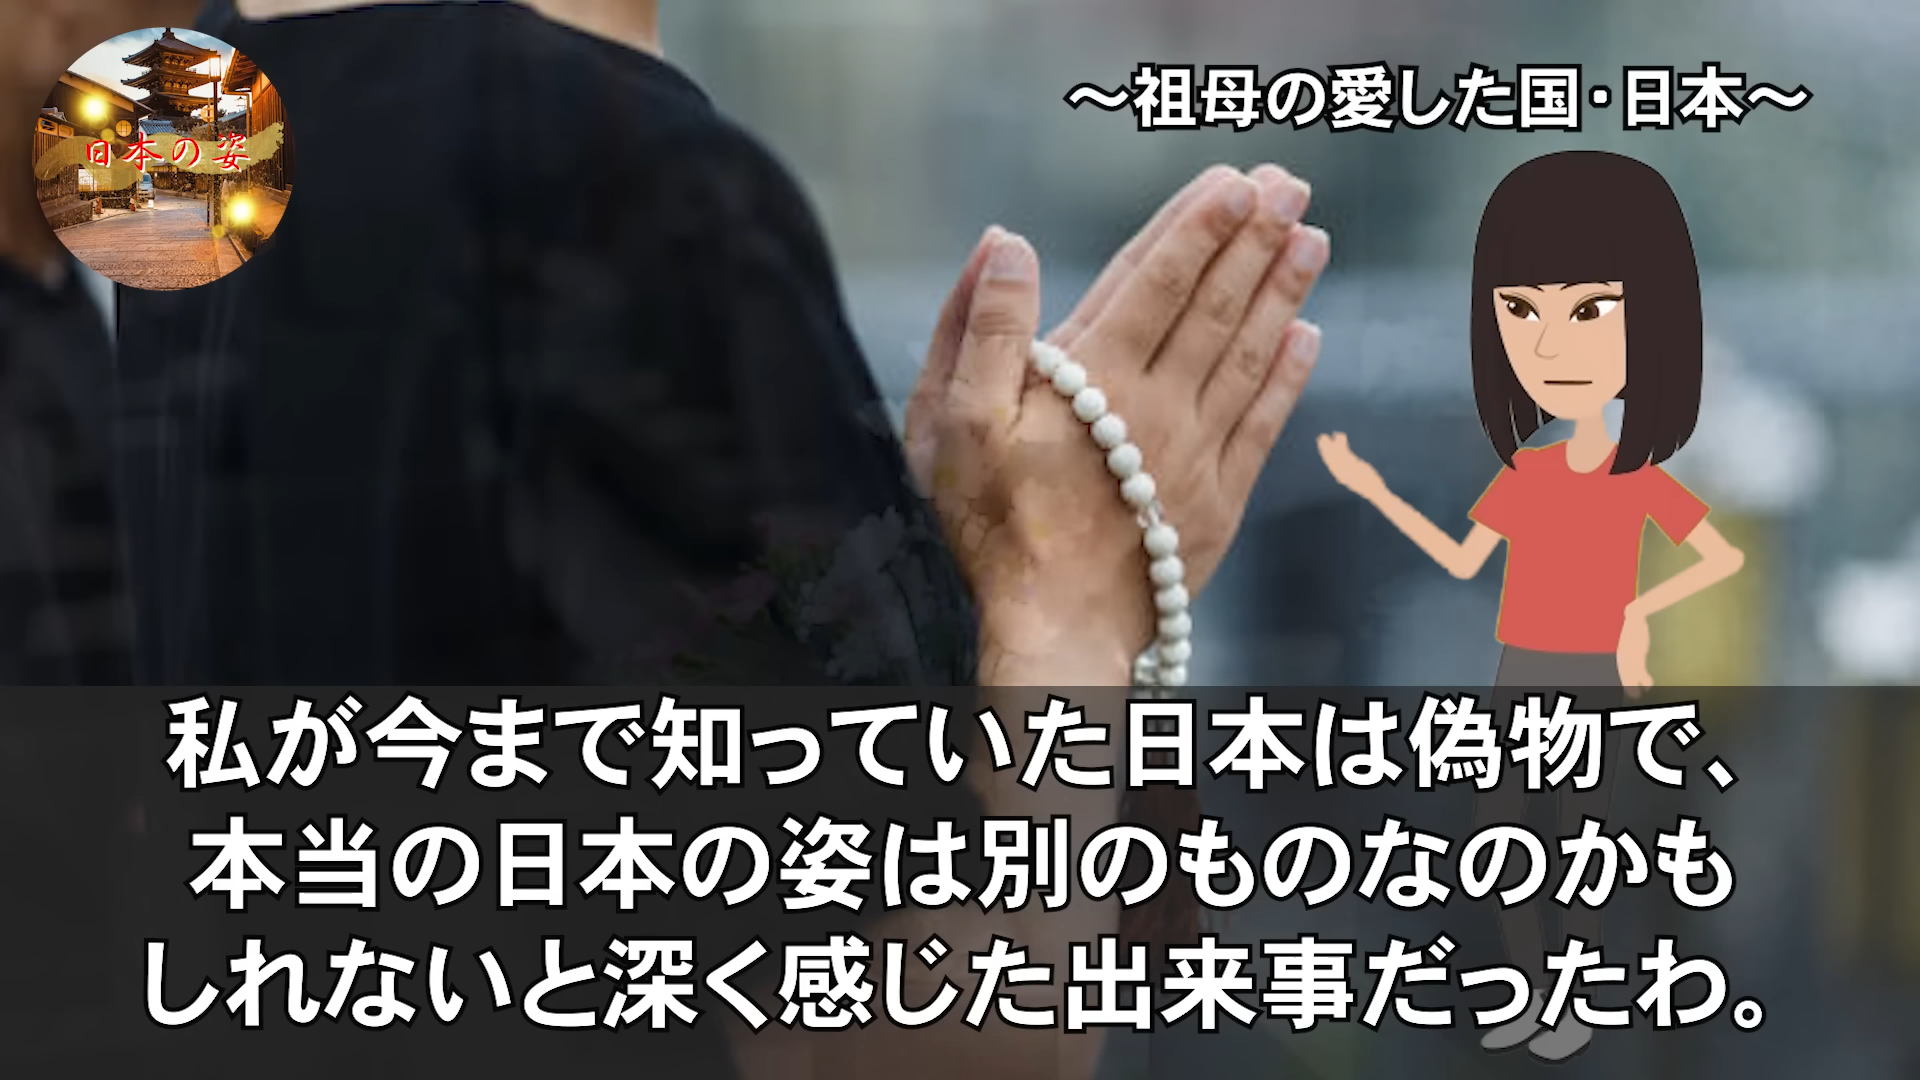 日本の姿
～祖母の愛した国・日本～
私が今まで知っていた日本は偽物で、
本当の日本の姿は別のものなのかも
しれないと深く感じた出来事だったわ。